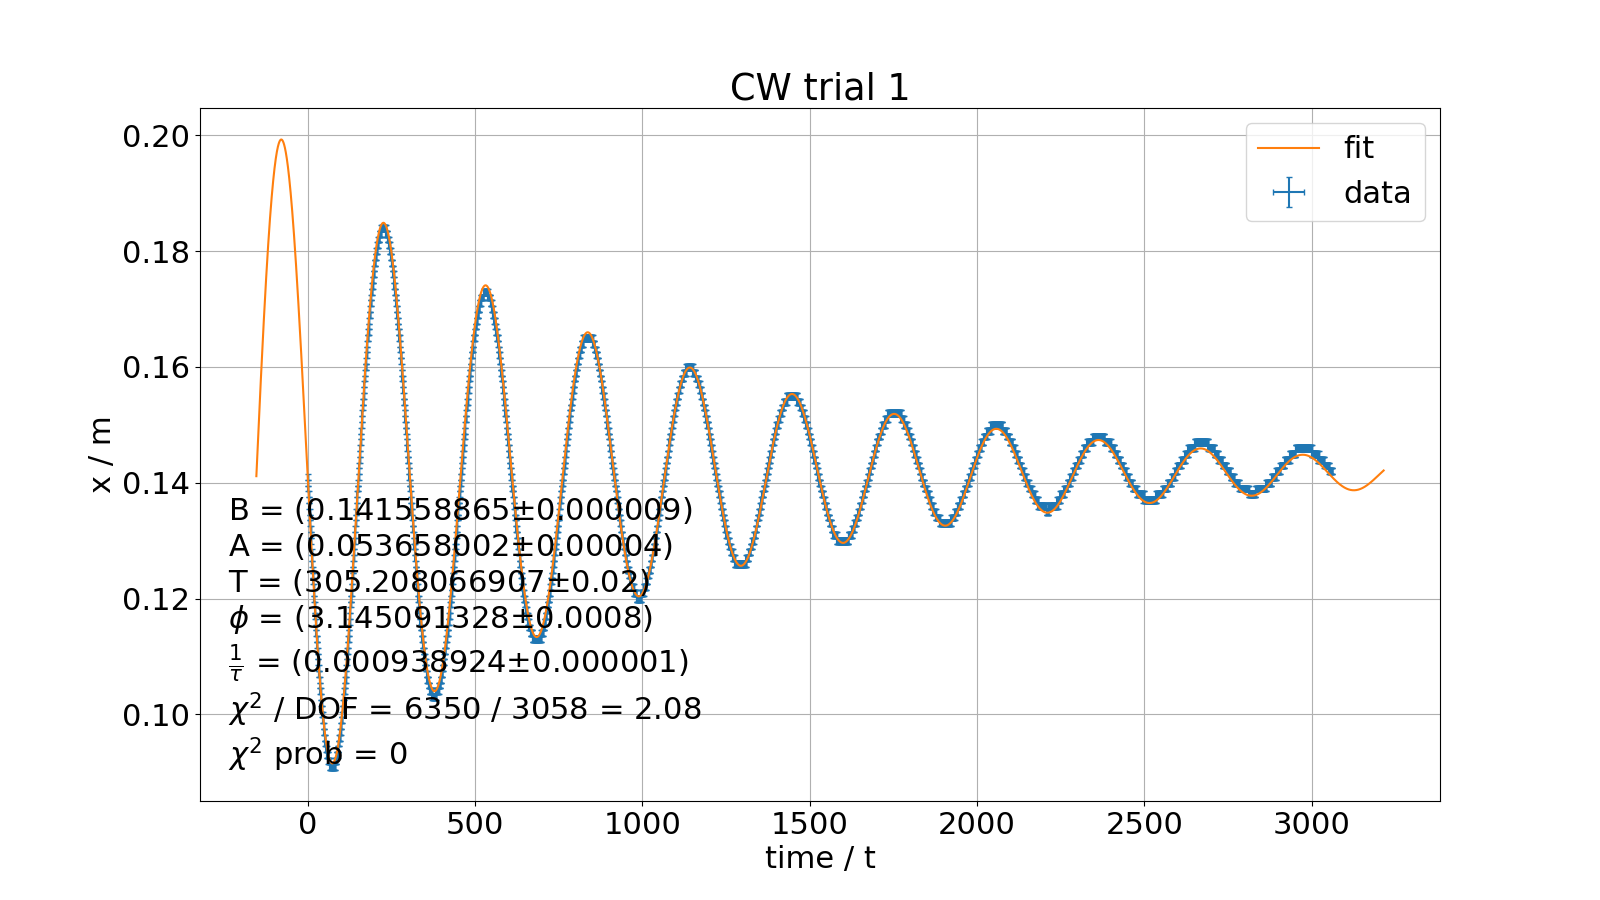 CW trial 1
fit
data
0.20
0.18
0.16
0.14
0.12
0.10
x / m
B = (0.141558865±0.000009)
A = (0.053658002±0.00004)
T = (305.208066907±0.02)
ϕ = (3.145091328±0.0008)
1/τ = (0.000938924±0.000001)
χ² / DOF = 6350 / 3058 = 2.08
χ² prob = 0
0 500 1000 1500 2000 2500 3000
time / t